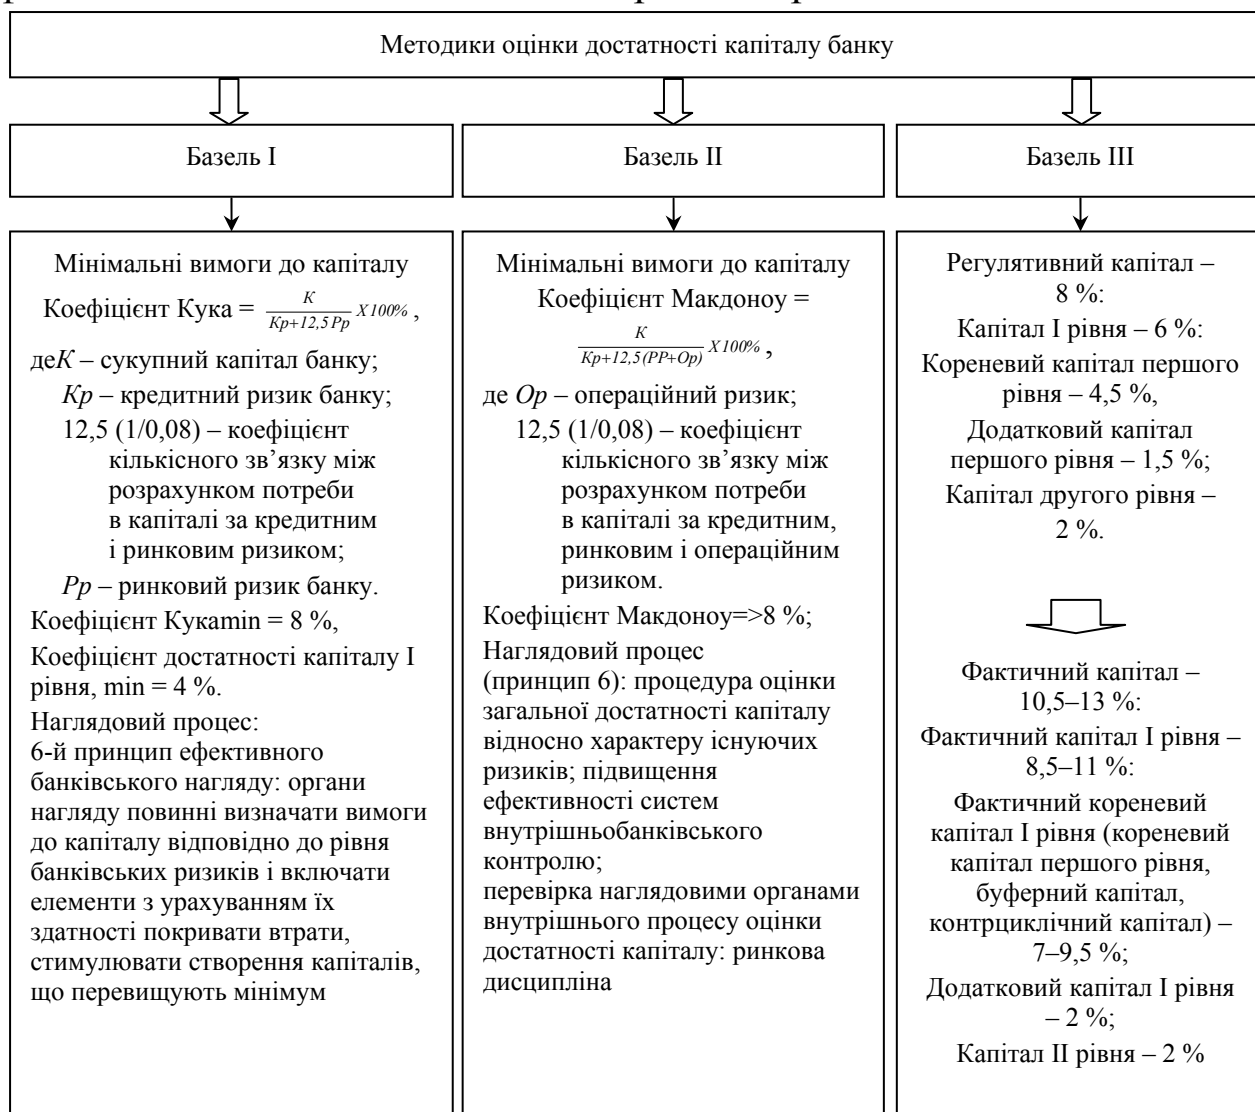 Методики оцінки достатності капіталу банку
Базель I
Базель II
Базель III
Мінімальні вимоги до капіталу
Коефіцієнт Кука = K / Kp+12,5 Pp X100% ,
деК – сукупний капітал банку;
Кр – кредитний ризик банку;
12,5 (1/0,08) – коефіцієнт
кількісного зв’язку між
розрахунком потреби
в капіталі за кредитним
і ринковим ризиком;
Рр – ринковий ризик банку.
Коефіцієнт Кукаmin = 8 %,
Коефіцієнт достатності капіталу I
рівня, min = 4 %.
Наглядовий процес:
6-й принцип ефективного
банківського нагляду: органи
нагляду повинні визначати вимоги
до капіталу відповідно до рівня
банківських ризиків і включати
елементи з урахуванням їх
здатності покривати втрати,
стимулювати створення капіталів,
що перевищують мінімум
Мінімальні вимоги до капіталу
Коефіцієнт Макдоноу =
K / Kp+12,5(PP+Op) X100% ,
де Ор – операційний ризик;
12,5 (1/0,08) – коефіцієнт
кількісного зв’язку між
розрахунком потреби
в капіталі за кредитним,
ринковим і операційним
ризиком.
Коефіцієнт Макдоноу=>8 %;
Наглядовий процес
(принцип 6): процедура оцінки
загальної достатності капіталу
відносно характеру існуючих
ризиків; підвищення
ефективності систем
внутрішньобанківського
контролю;
перевірка наглядовими органами
внутрішнього процесу оцінки
достатності капіталу: ринкова
дисципліна
Регулятивний капітал –
8 %:
Капітал I рівня – 6 %:
Кореневий капітал першого
рівня – 4,5 %,
Додатковий капітал
першого рівня – 1,5 %;
Капітал другого рівня –
2 %.
Фактичний капітал –
10,5–13 %:
Фактичний капітал I рівня –
8,5–11 %:
Фактичний кореневий
капітал I рівня (кореневий
капітал першого рівня,
буферний капітал,
контрциклічний капітал) –
7–9,5 %;
Додатковий капітал I рівня
– 2 %;
Капітал II рівня – 2 %